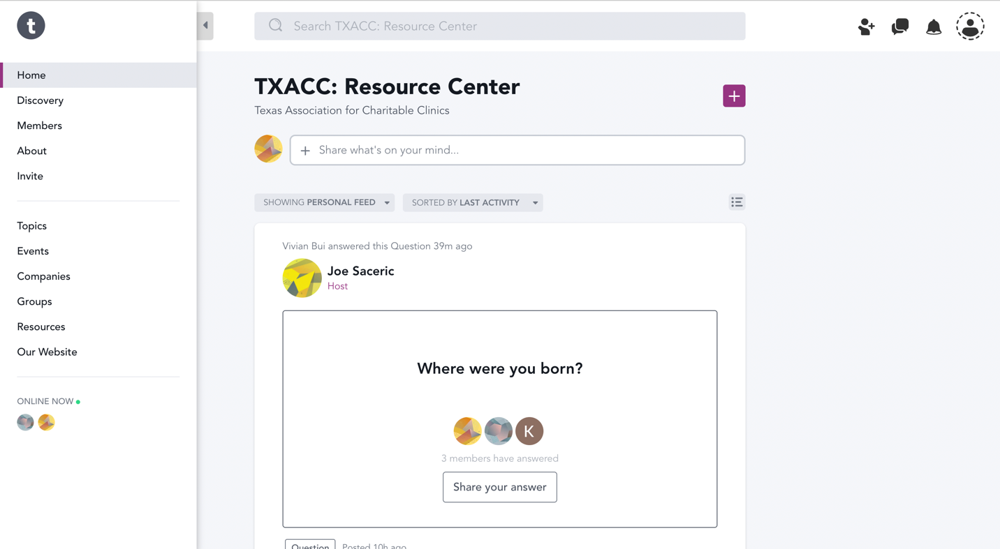 t
Search TXACC: Resource Center
Home
Discovery
Members
About
Invite
Topics
Events
Companies
Groups
Resources
Our Website
ONLINE NOW
TXACC: Resource Center
Texas Association for Charitable Clinics
+
+ Share what's on your mind...
SHOWING PERSONAL FEED
SORTED BY LAST ACTIVITY
Vivian Bui answered this Question 39m ago
Joe Saceric
Host
Where were you born?
K
3 members have answered
Share your answer
Question Posted 10h ago